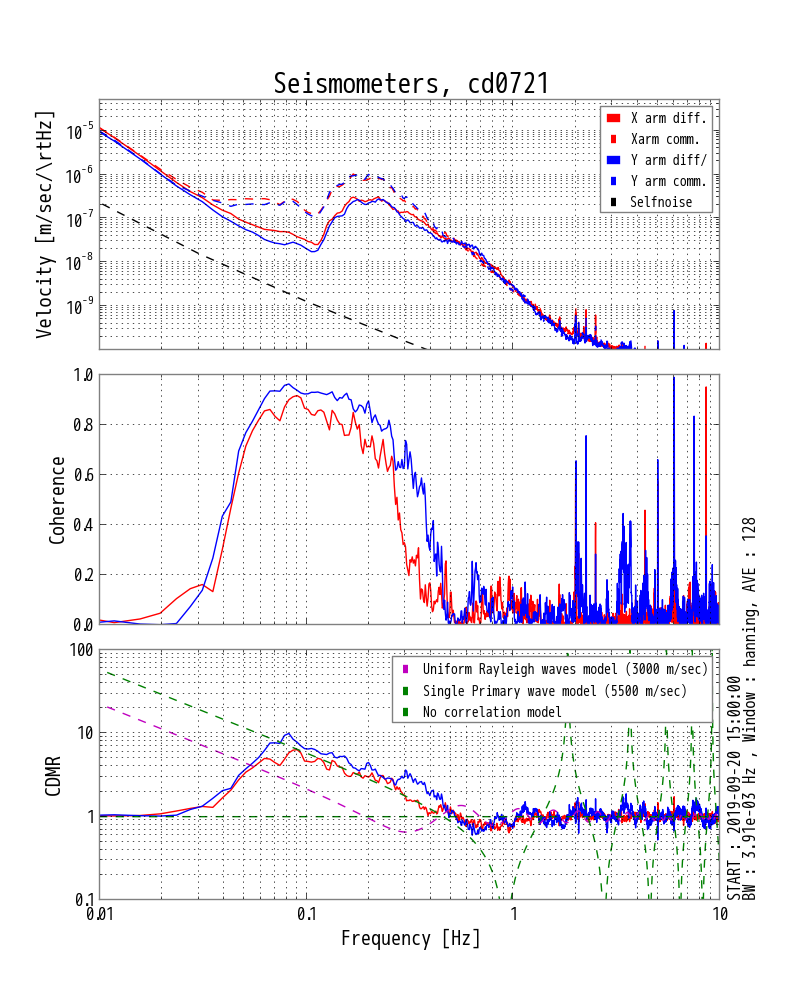 Seismometers, cd0721
Velocity [m/sec/\rtHz]
10^-5
10^-6
10^-7
10^-8
10^-9
X arm diff.
Xarm comm.
Y arm diff/
Y arm comm.
Selfnoise
Coherence
1.0
0.8
0.6
0.4
0.2
0.0
CDMR
100
10
1
0.1
Uniform Rayleigh waves model (3000 m/sec)
Single Primary wave model (5500 m/sec)
No correlation model
0.01
0.1
1
10
Frequency [Hz]
START : 2019-09-20 15:00:00
BW : 3.91e-03 Hz , Window : hanning, AVE : 128